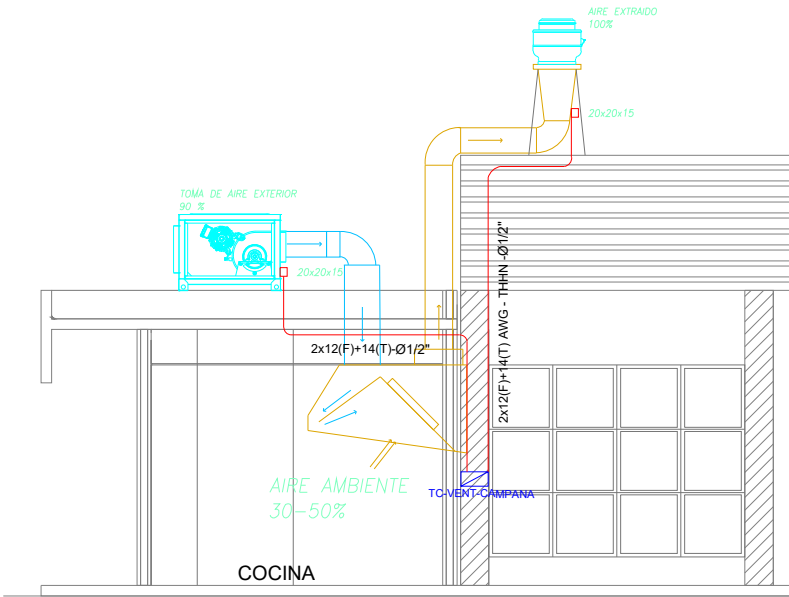 AIRE EXTRAIDO
100%
20x20x15
TOMA DE AIRE EXTERIOR
90 %
20x20x15
2x12(F)+14(T)-Ø1/2"
2x12(F)+14(T) AWG - THHN -Ø1/2"
AIRE AMBIENTE
30-50%
TC-VENT-CAMPANA
COCINA